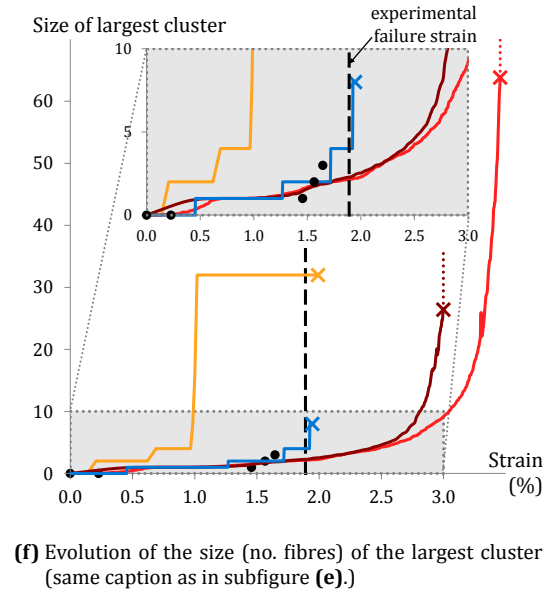 Size of largest cluster
experimental
failure strain
10
5
0
0.0 0.5 1.0 1.5 2.0 2.5 3.0
60
50
40
30
20
10
0
0.0 0.5 1.0 1.5 2.0 2.5 3.0
Strain
(%)
(f) Evolution of the size (no. fibres) of the largest cluster
(same caption as in subfigure (e).)